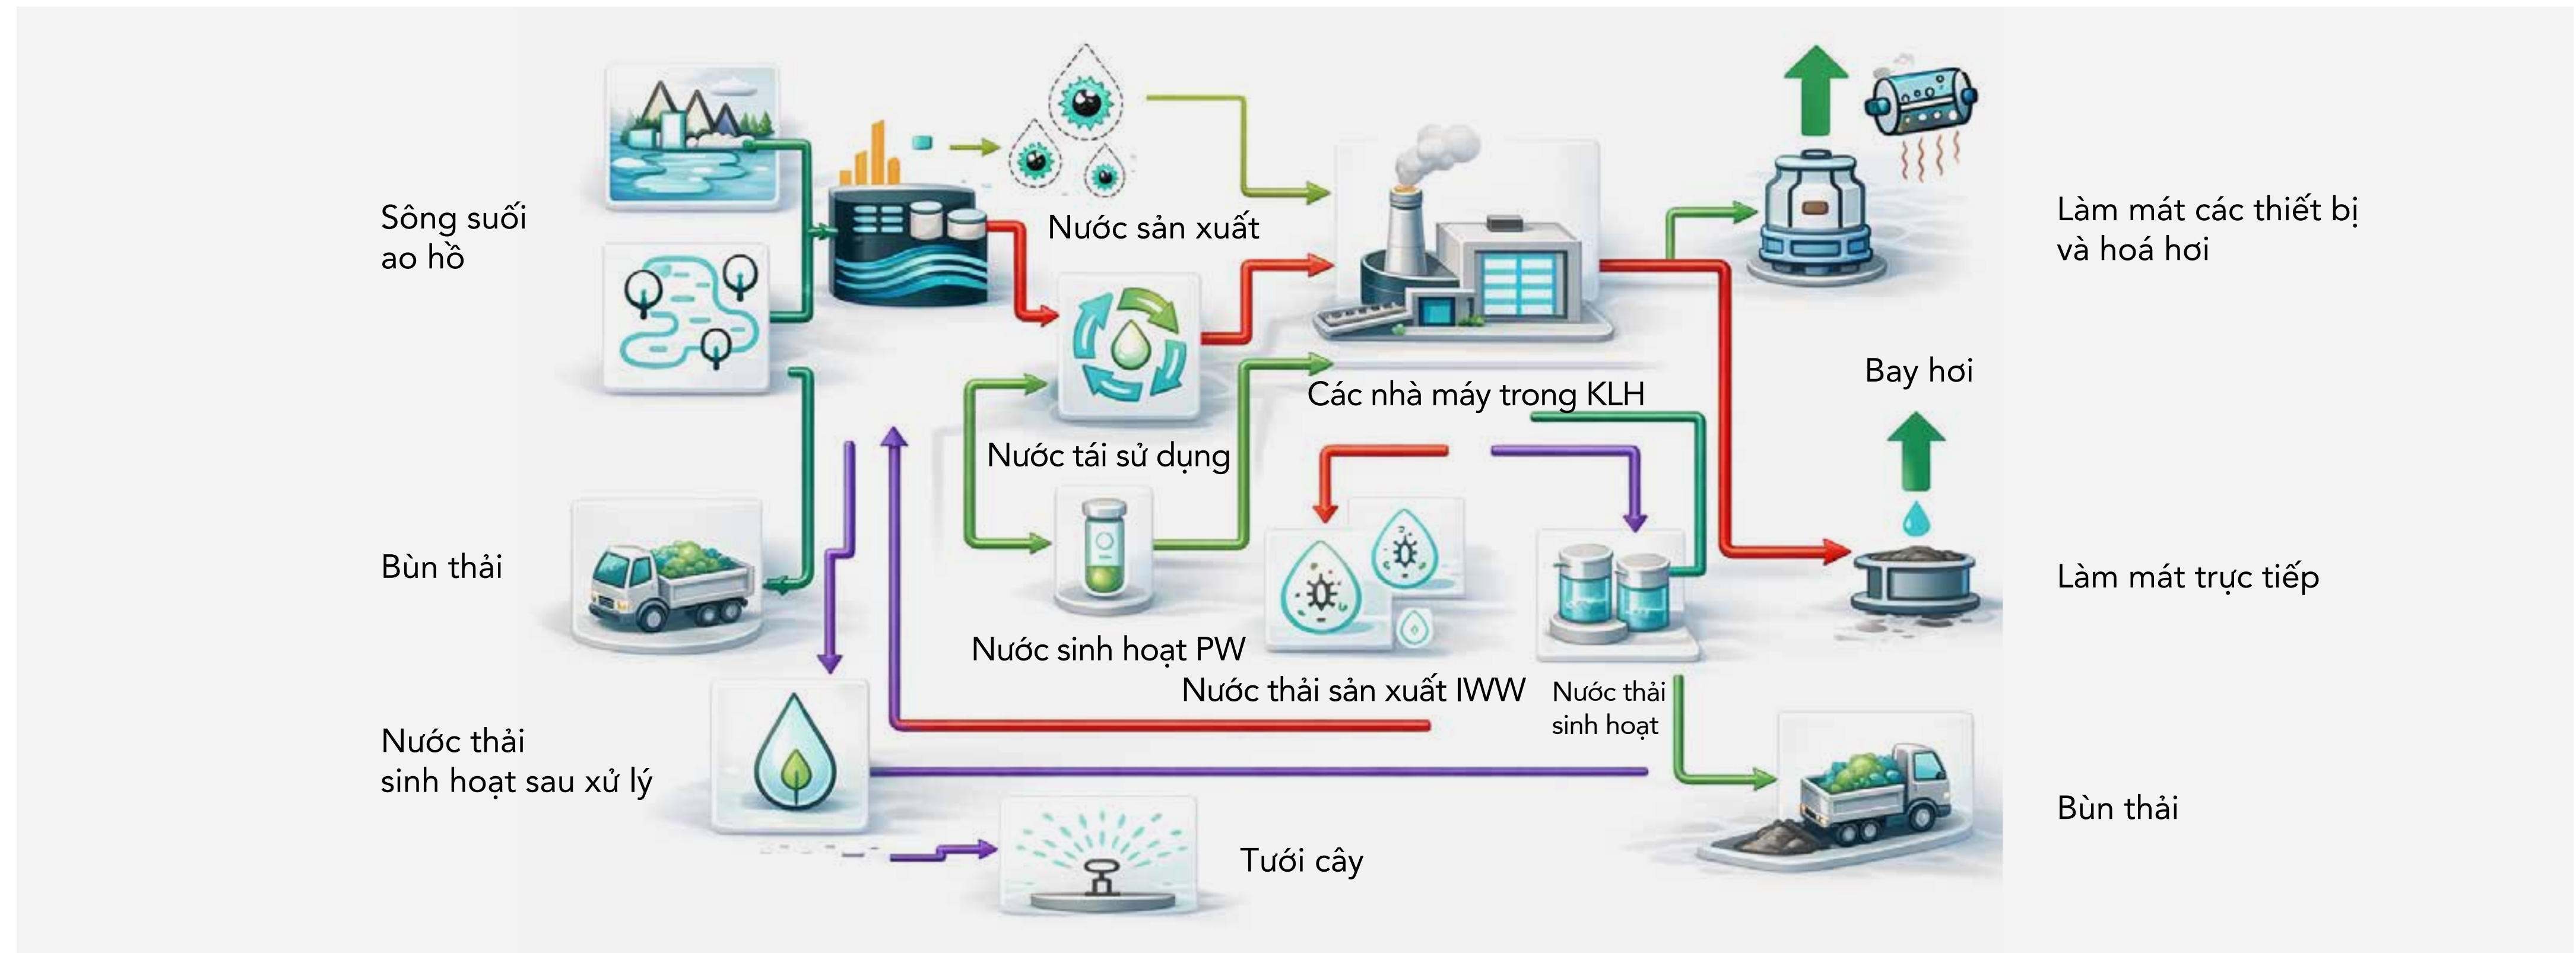 Sông suối
ao hồ
Nước sản xuất
Làm mát các thiết bị
và hoá hơi
Bay hơi
Các nhà máy trong KLH
Nước tái sử dụng
Bùn thải
Làm mát trực tiếp
Nước sinh hoạt PW
Nước thải sản xuất IWW
Nước thải
sinh hoạt
Nước thải
sinh hoạt sau xử lý
Bùn thải
Tưới cây